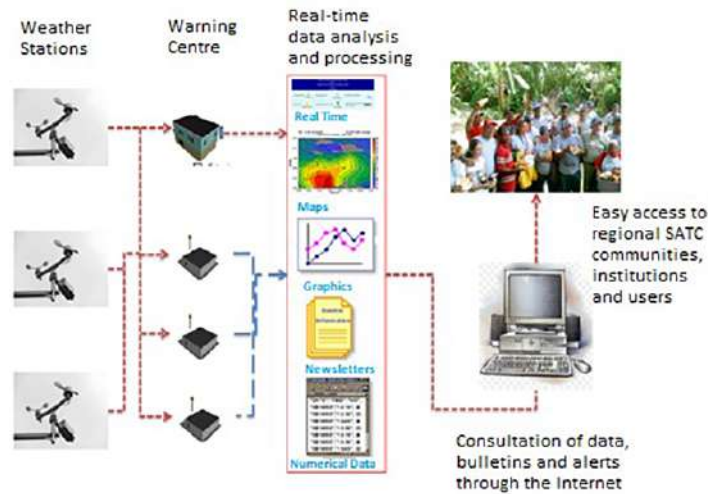 Weather
Stations
Warning
Centre
Real-time
data analysis
and processing
Real Time
Maps
Graphics
Newsletters
Numerical Data
Easy access to
regional SATC
communities,
institutions
and users
Consultation of data,
bulletins and alerts
through the Internet